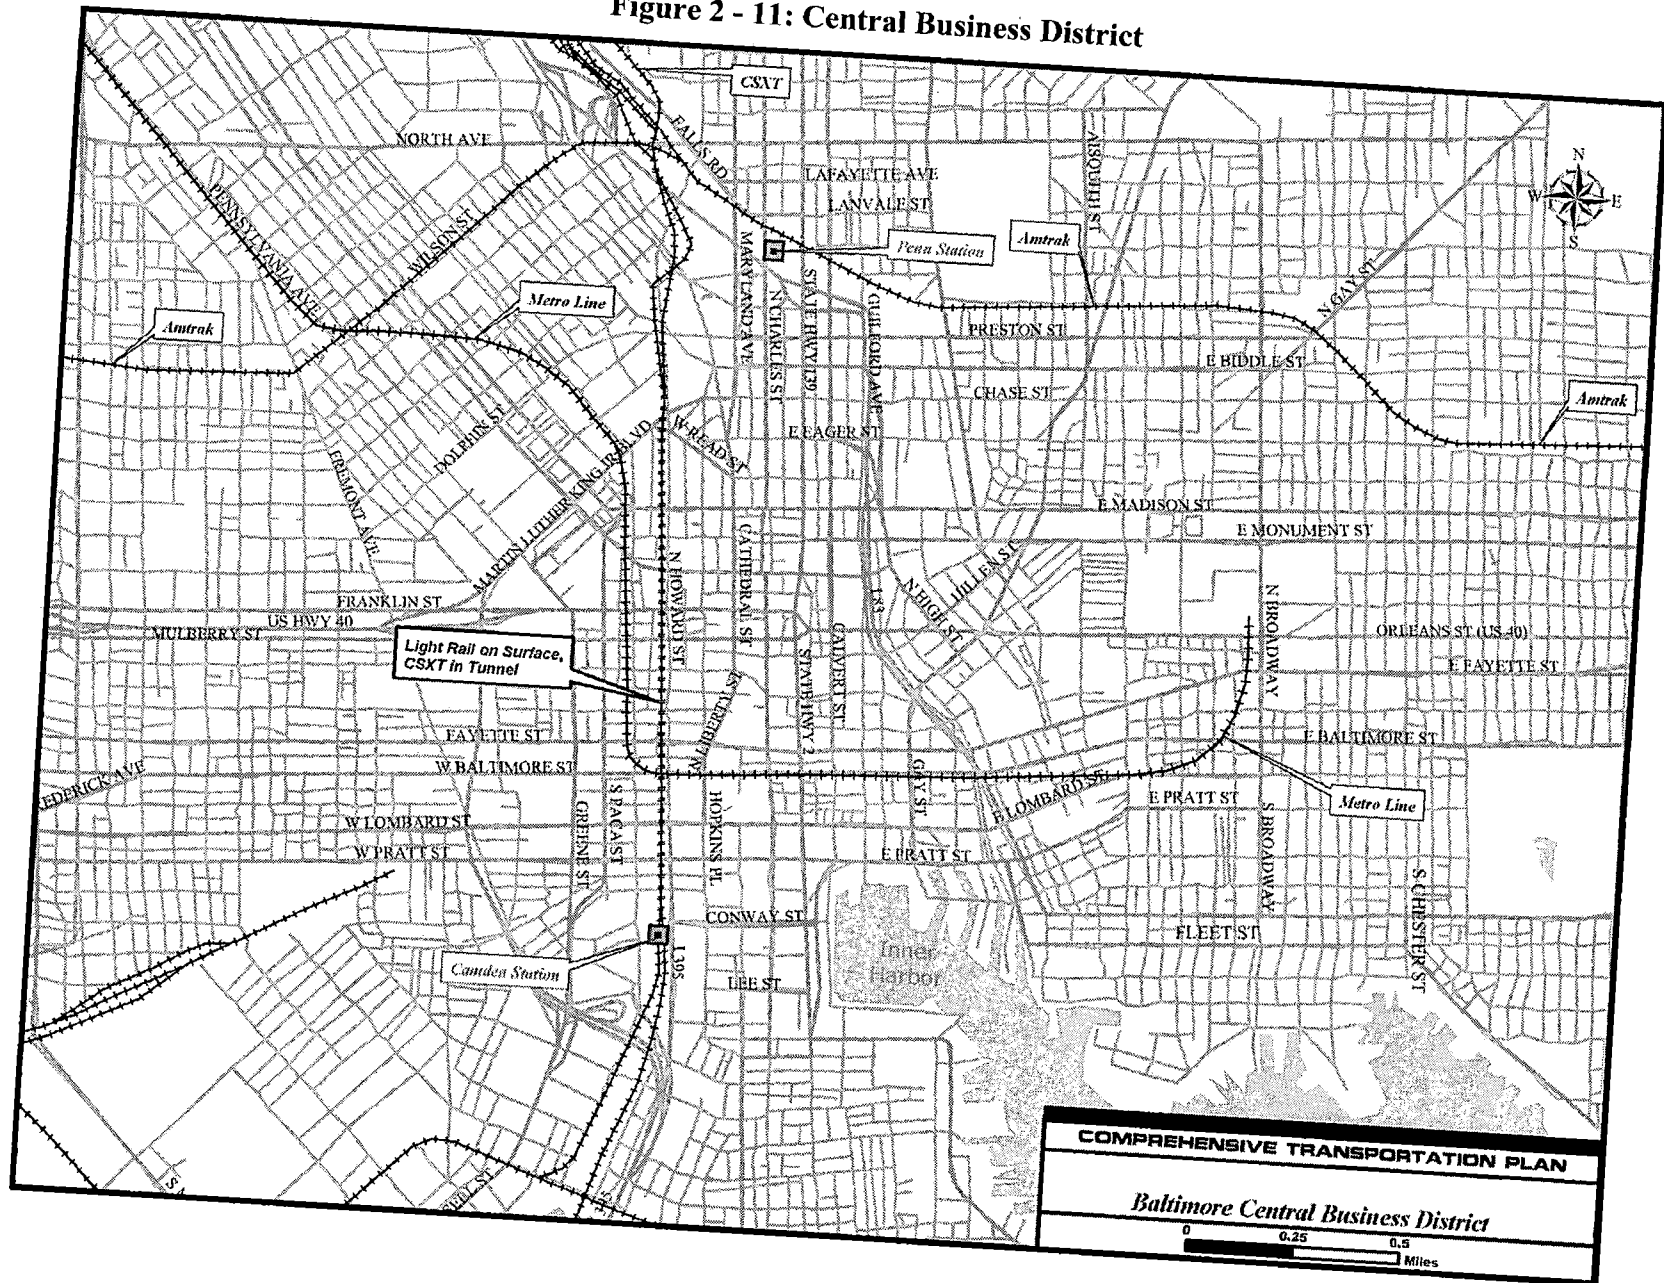 Figure 2 - 11: Central Business District
CSXT
NORTH AVE
FALLS RD
LAFAYETTE AVE
LANVALE ST
AISQUITH ST
N
W
E
S
PENNSYLVANIA AVE
WILSON ST
MARYLAND AVE
Penn Station
Amtrak
N GAY ST
Metro Line
N CHARLES ST
STATE HWY 139
GUILFORD AVE
PRESTON ST
Amtrak
E BIDDLE ST
CHASE ST
Amtrak
DOLPHIN ST
W READ ST
E EAGER ST
FREMONT AVE
MARTIN LUTHER KING JR BLVD
E MADISON ST
E MONUMENT ST
N HOWARD ST
CATHEDRAL ST
I 83
N HIGH ST
HILLEN ST
N BROADWAY
FRANKLIN ST
US HWY 40
MULBERRY ST
ORLEANS ST (US 40)
Light Rail on Surface,
CSXT in Tunnel
CALVERT ST
STATE HWY 2
E FAYETTE ST
N LIBERTY ST
FAYETTE ST
E BALTIMORE ST
W BALTIMORE ST
EDERICK AVE
GAY ST
E LOMBARD ST
E PRATT ST
Metro Line
S PACA ST
GREENE ST
HOPKINS PL
S BROADWAY
W LOMBARD ST
W PRATT ST
E PRATT ST
S CHESTER ST
CONWAY ST
FLEET ST
Camden Station
I 395
Inner
Harbor
LEE ST
COMPREHENSIVE TRANSPORTATION PLAN
Baltimore Central Business District
0 0.25 0.5
Miles